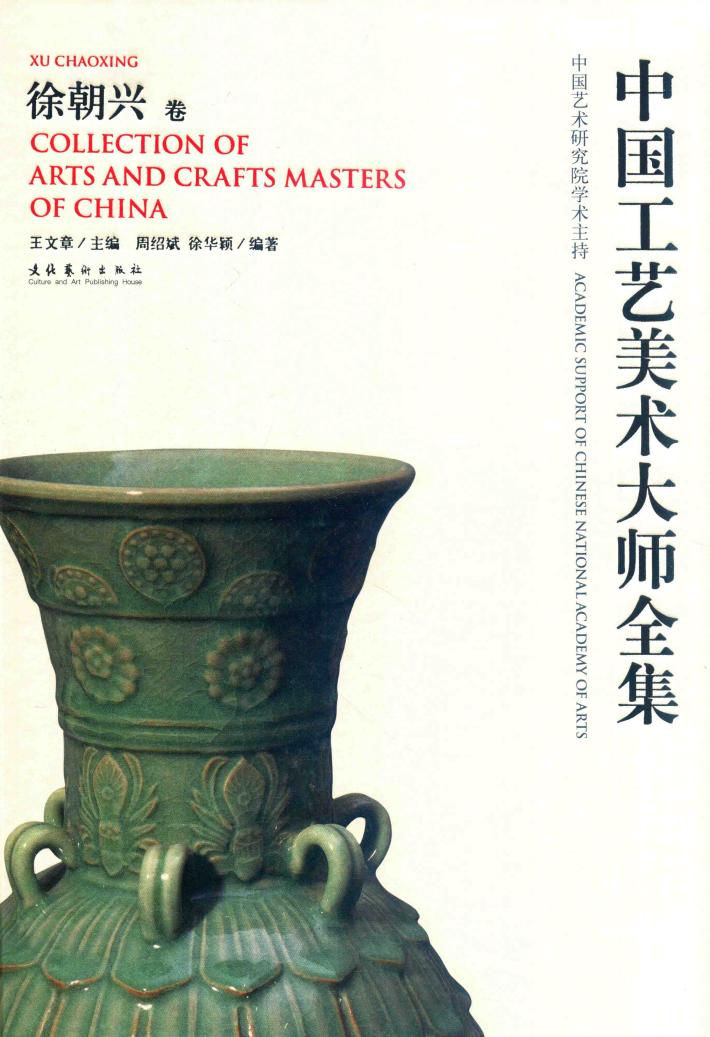 XU CHAOXING
徐朝兴 卷
COLLECTION OF
ARTS AND CRAFTS MASTERS
OF CHINA
王文章/主编 周绍斌 徐华颖/编著
文化藝術出版社
Culture and Art Publishing House
中国工艺美术大师全集
中国艺术研究院学术主持 ACADEMIC SUPPORT OF CHINESE NATIONAL ACADEMY OF ARTS